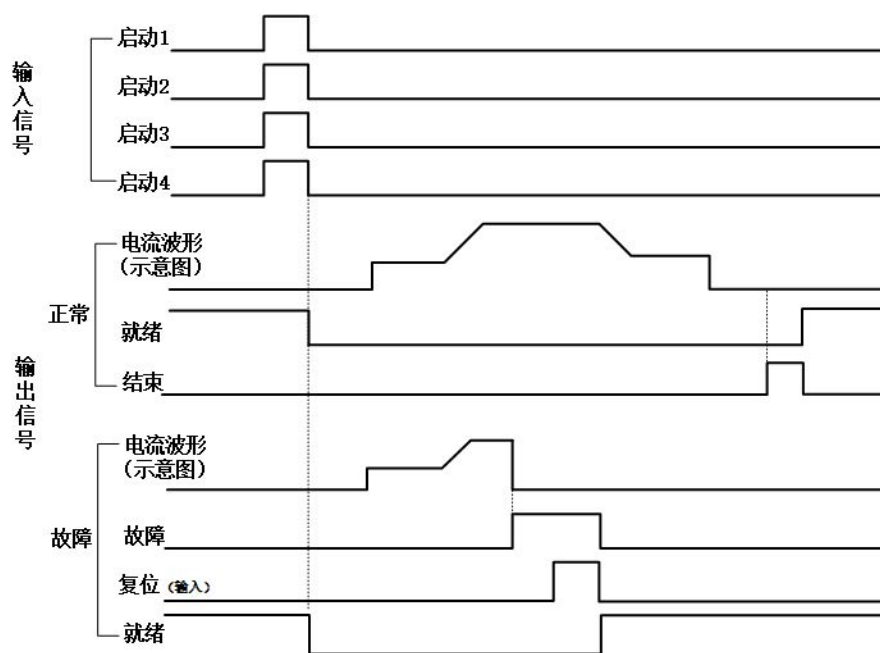 输入信号
启动1
启动2
启动3
启动4
输出信号
正常
电流波形
（示意图）
就绪
结束
故障
电流波形
（示意图）
故障
复位（输入）
就绪